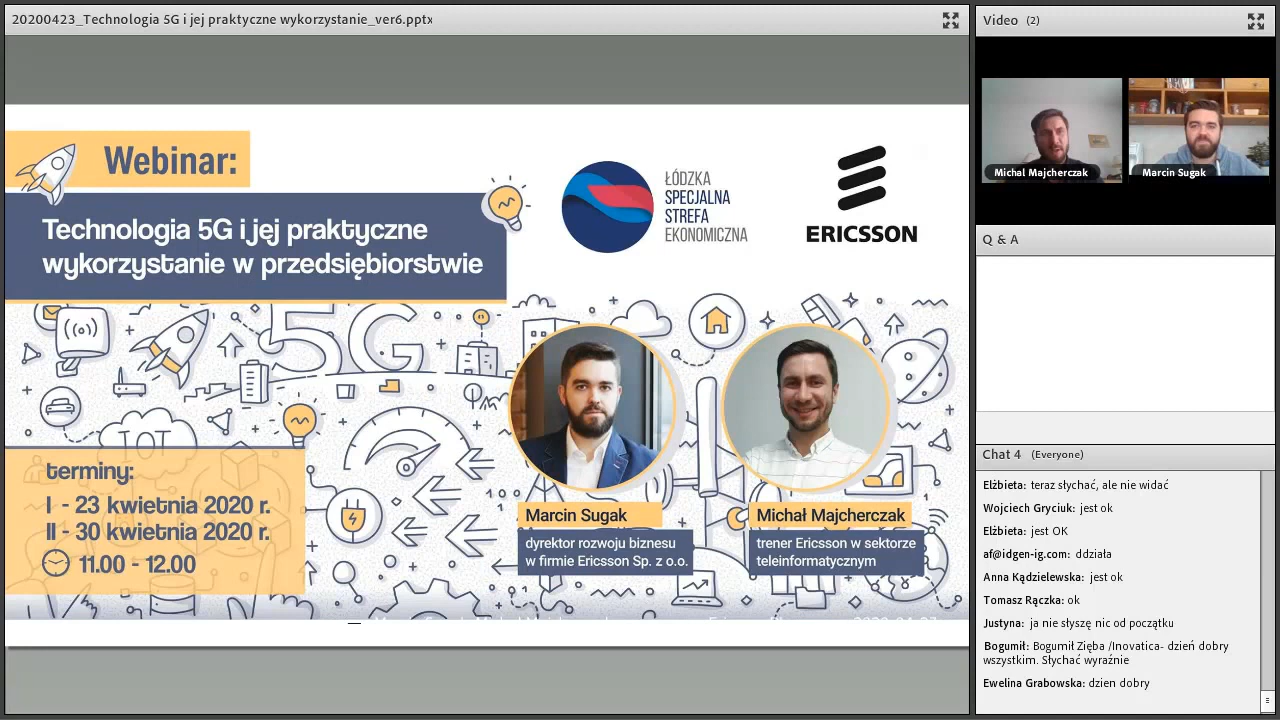 20200423_Technologia 5G i jej praktyczne wykorzystanie_ver6.pptx
Webinar:
Technologia 5G i jej praktyczne
wykorzystanie w przedsiębiorstwie
ŁÓDZKA
SPECJALNA
STREFA
EKONOMICZNA
ERICSSON
5G
IOT
terminy:
I - 23 kwietnia 2020 r.
II - 30 kwietnia 2020 r.
11.00 - 12.00
Marcin Sugak
dyrektor rozwoju biznesu
w firmie Ericsson Sp. z o.o.
Michał Majcherczak
trener Ericsson w sektorze
teleinformatycznym
Video (2)
Michal Majcherczak
Marcin Sugak
Q & A
Chat 4 (Everyone)
Elżbieta: teraz słychać, ale nie widać
Wojciech Gryciuk: jest ok
Elżbieta: jest OK
af@idgen-ig.com: ddziała
Anna Kądzielewska: jest ok
Tomasz Rączka: ok
Justyna: ja nie słyszę nic od początku
Bogumił: Bogumił Zięba /Inovatica- dzień dobry
wszystkim. Słychać wyraźnie
Ewelina Grabowska: dzien dobry